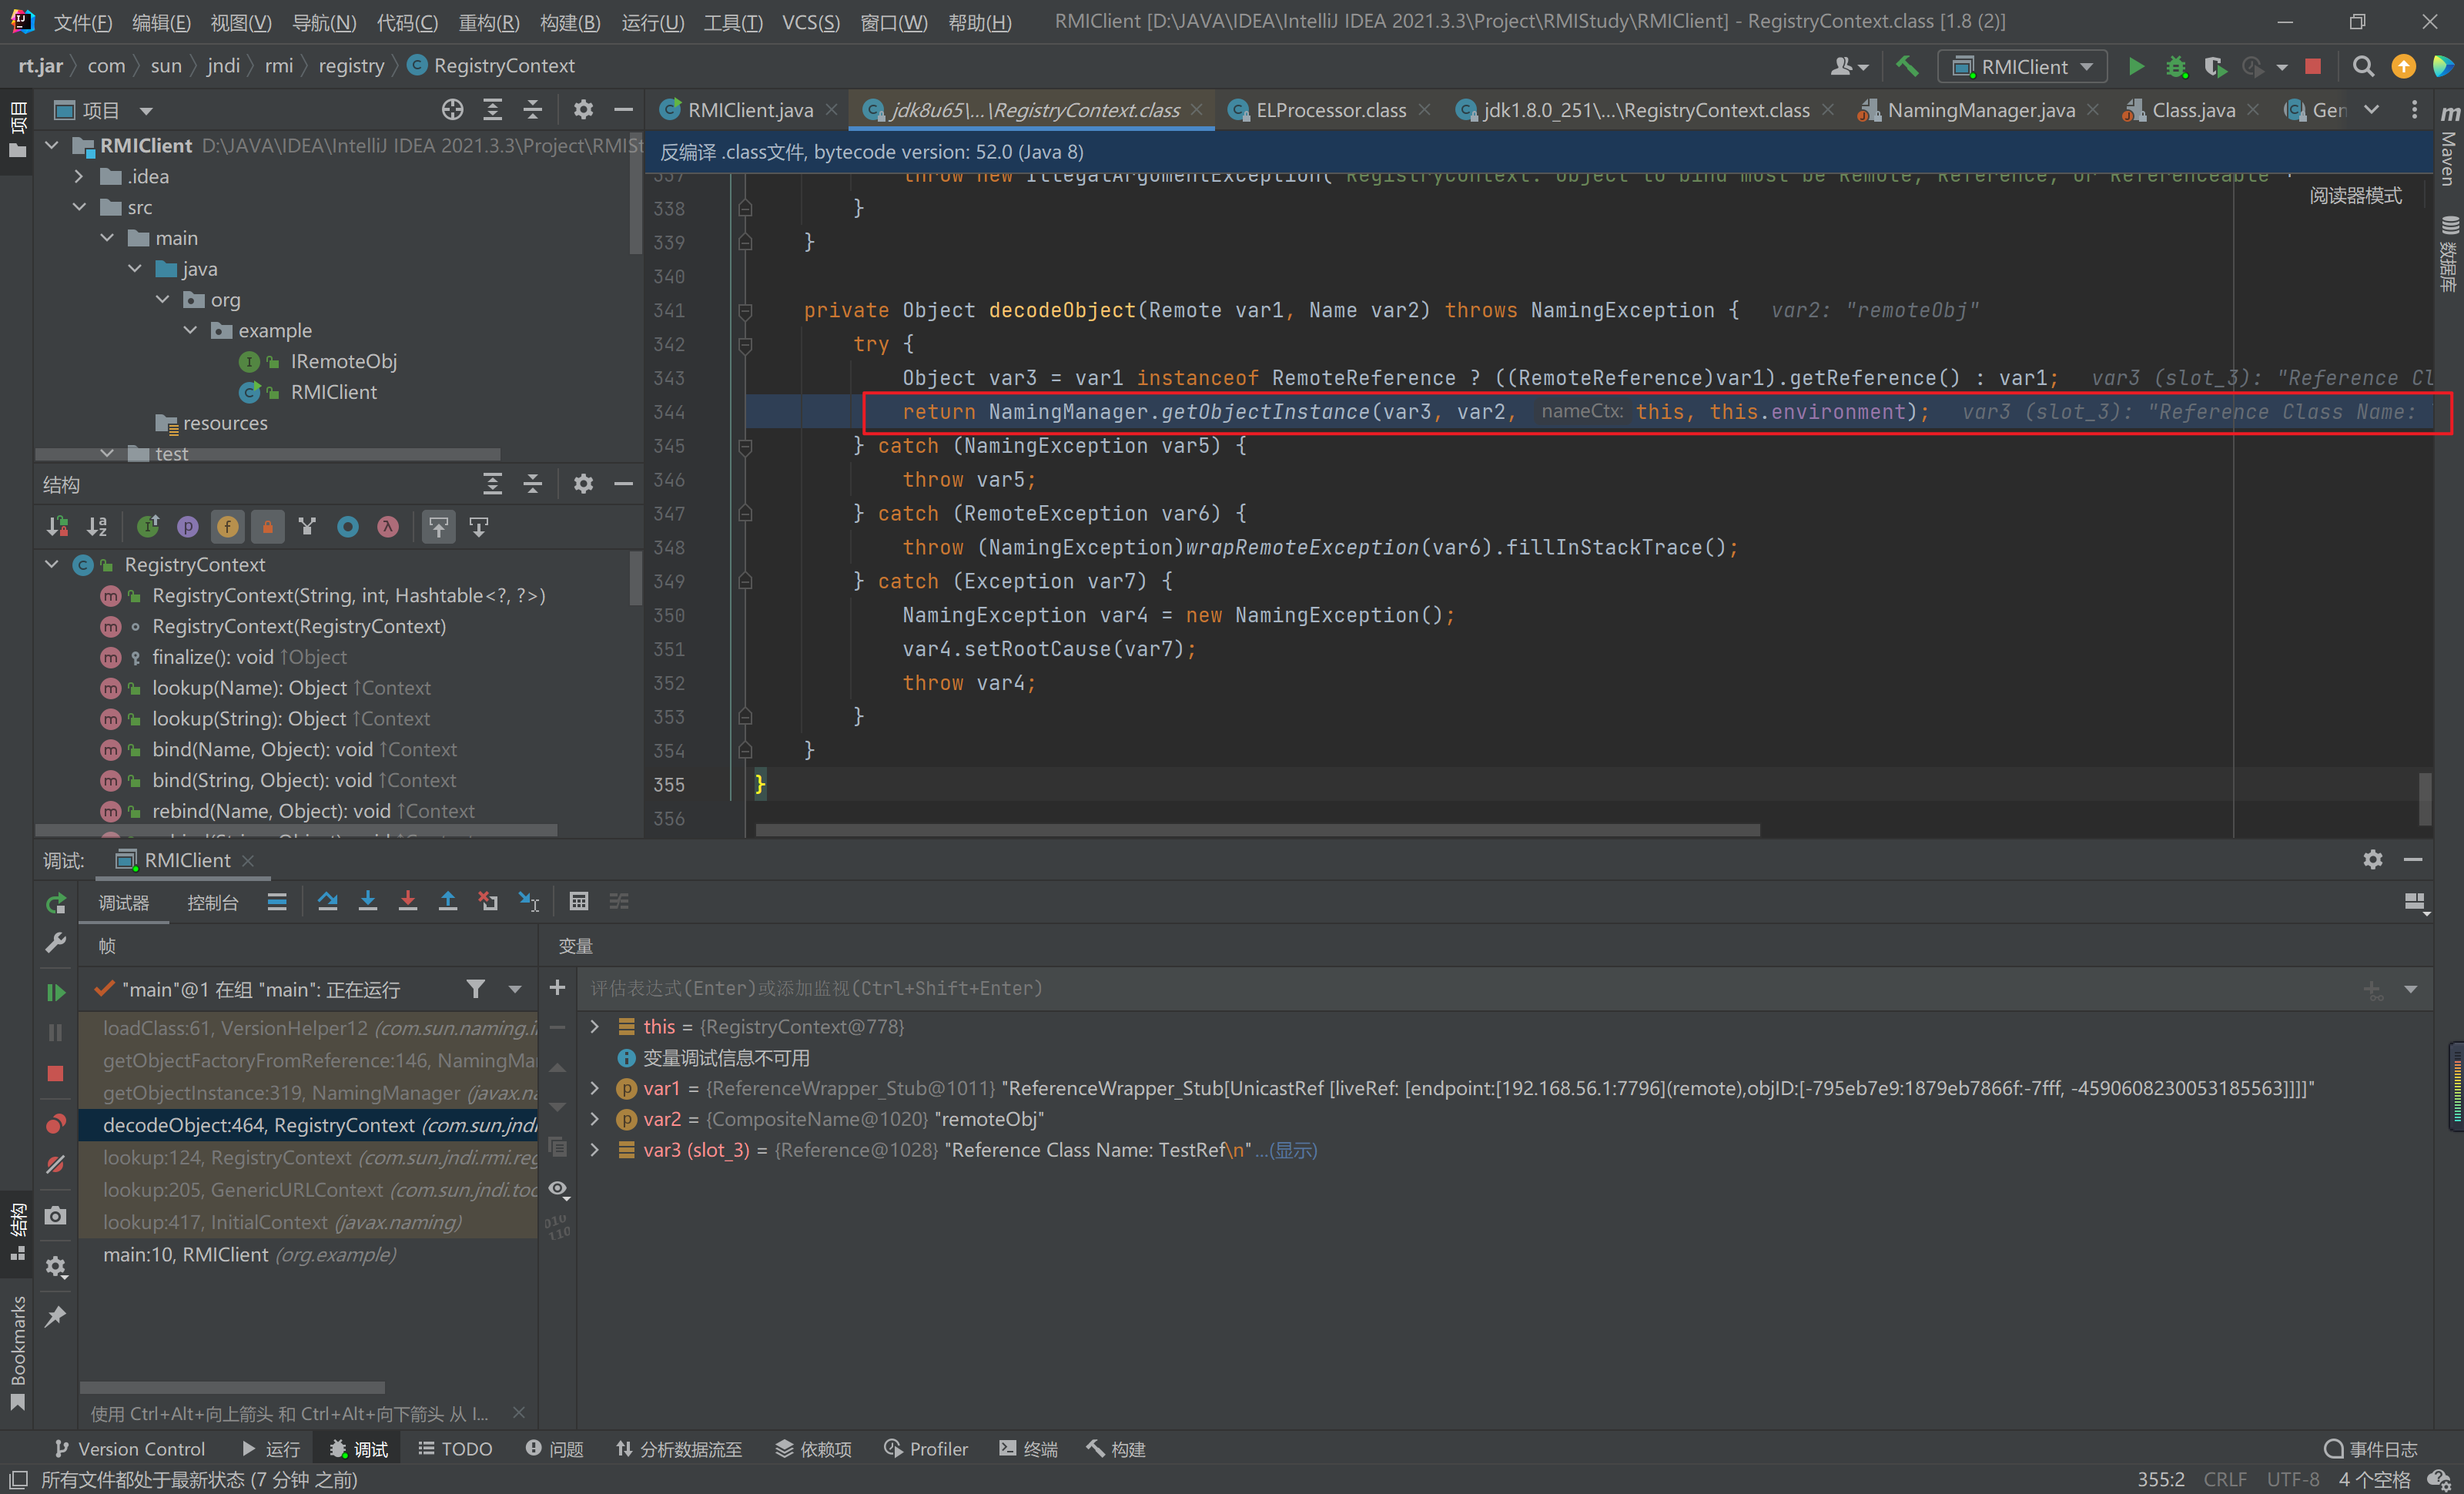 文件(F) 编辑(E) 视图(V) 导航(N) 代码(C) 重构(R) 构建(B) 运行(U) 工具(T) VCS(S) 窗口(W) 帮助(H) RMIClient [D:\JAVA\IDEA\IntelliJ IDEA 2021.3.3\Project\RMIStudy\RMIClient] - RegistryContext.class [1.8 (2)]
rt.jar com sun jndi rmi registry RegistryContext
RMIClient
项目
RMIClient.java jdk8u65\...\RegistryContext.class ELProcessor.class jdk1.8.0_251\...\RegistryContext.class NamingManager.java Class.java Gen
项目
Maven
数据库
反编译 .class文件, bytecode version: 52.0 (Java 8)
阅读器模式
RMIClient D:\JAVA\IDEA\IntelliJ IDEA 2021.3.3\Project\RMISt
.idea
src
main
java
org
example
IRemoteObj
RMIClient
resources
test
337 throw new IllegalArgumentException("RegistryContext: object to bind must be Remote, Reference, or Referenceable"
338 }
339 }
340
341 private Object decodeObject(Remote var1, Name var2) throws NamingException { var2: "remoteObj"
342 try {
343 Object var3 = var1 instanceof RemoteReference ? ((RemoteReference)var1).getReference() : var1; var3 (slot_3): "Reference Cl
344 return NamingManager.getObjectInstance(var3, var2, nameCtx: this, this.environment); var3 (slot_3): "Reference Class Name:
345 } catch (NamingException var5) {
346 throw var5;
347 } catch (RemoteException var6) {
348 throw (NamingException)wrapRemoteException(var6).fillInStackTrace();
349 } catch (Exception var7) {
350 NamingException var4 = new NamingException();
351 var4.setRootCause(var7);
352 throw var4;
353 }
354 }
355 }
356
结构
RegistryContext
RegistryContext(String, int, Hashtable<?, ?>)
RegistryContext(RegistryContext)
finalize(): void ↑Object
lookup(Name): Object ↑Context
lookup(String): Object ↑Context
bind(Name, Object): void ↑Context
bind(String, Object): void ↑Context
rebind(Name, Object): void ↑Context
调试: RMIClient
调试器 控制台
帧
变量
"main"@1 在组 "main": 正在运行
评估表达式(Enter)或添加监视(Ctrl+Shift+Enter)
loadClass:61, VersionHelper12 (com.sun.naming.i
getObjectFactoryFromReference:146, NamingMa
getObjectInstance:319, NamingManager (javax.na
decodeObject:464, RegistryContext (com.sun.jndi
lookup:124, RegistryContext (com.sun.jndi.rmi.reg
lookup:205, GenericURLContext (com.sun.jndi.too
lookup:417, InitialContext (javax.naming)
main:10, RMIClient (org.example)
this = {RegistryContext@778}
变量调试信息不可用
var1 = {ReferenceWrapper_Stub@1011} "ReferenceWrapper_Stub[UnicastRef [liveRef: [endpoint:[192.168.56.1:7796](remote),objID:[-795eb7e9:1879eb7866f:-7fff, -4590608230053185563]]]]"
var2 = {CompositeName@1020} "remoteObj"
var3 (slot_3) = {Reference@1028} "Reference Class Name: TestRef\n"...(显示)
结构
Bookmarks
使用 Ctrl+Alt+向上箭头 和 Ctrl+Alt+向下箭头 从 I...
Version Control 运行 调试 TODO 问题 分析数据流至 依赖项 Profiler 终端 构建 事件日志
所有文件都处于最新状态 (7 分钟 之前) 355:2 CRLF UTF-8 4 个空格